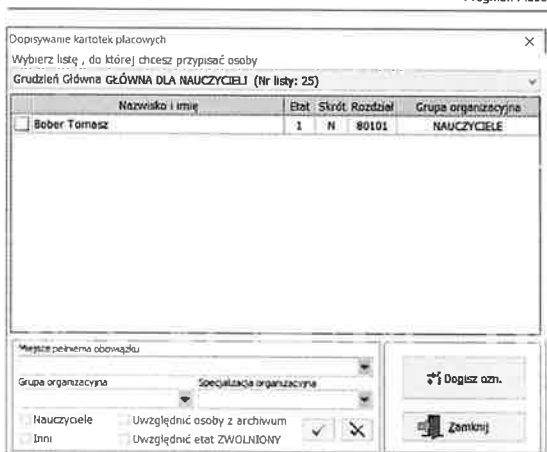 Dopisywanie kartotek płacowych
Wybierz listę , do której chcesz przypisać osoby
Grudzień Główna GŁÓWNA DLA NAUCZYCIELI (Nr listy: 25)
Nazwisko i imię Etat Skrót Rozdział Grupa organizacyjna
Bober Tomasz 1 N 80101 NAUCZYCIELE
Miejsce pełnienia obowiązku
Grupa organizacyjna Specjalizacja organizacyjna
Nauczyciele Uwzględnić osoby z archiwum
Inni Uwzględnić etat ZWOLNIONY
Dopisz ozn.
Zamknij